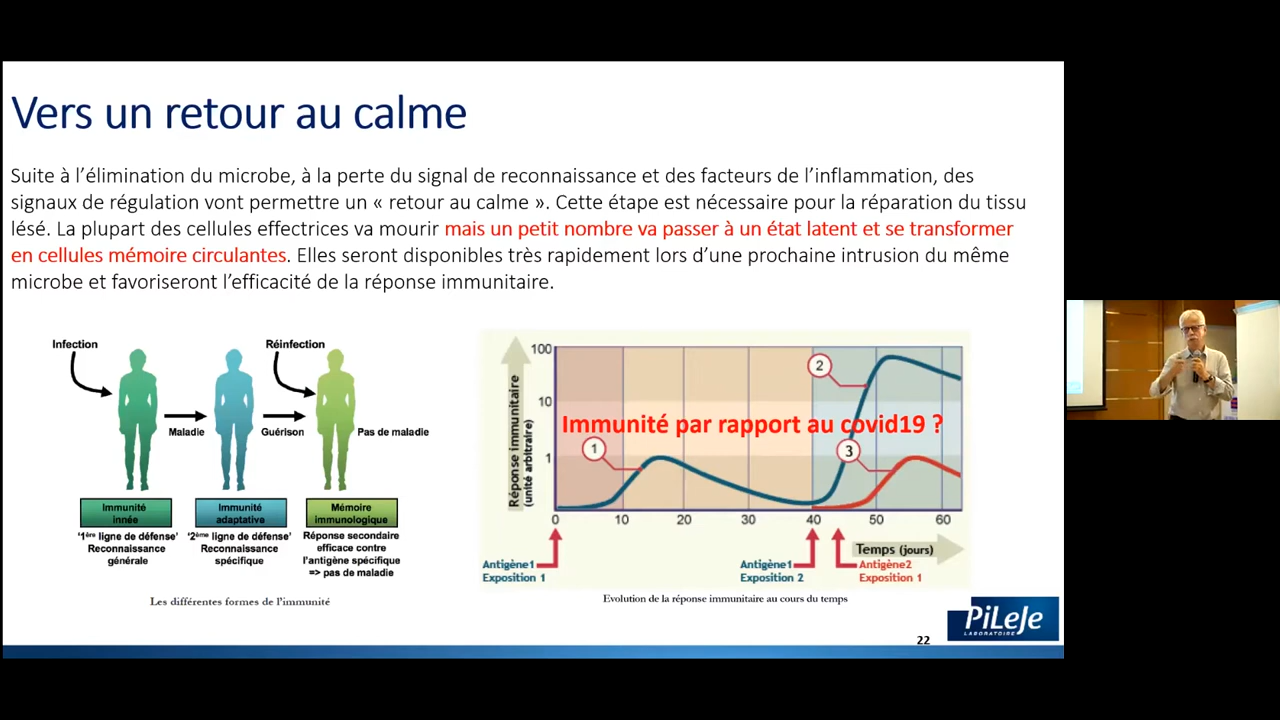 Vers un retour au calme
Suite à l’élimination du microbe, à la perte du signal de reconnaissance et des facteurs de l’inflammation, des
signaux de régulation vont permettre un « retour au calme ». Cette étape est nécessaire pour la réparation du tissu
lésé. La plupart des cellules effectrices va mourir mais un petit nombre va passer à un état latent et se transformer
en cellules mémoire circulantes. Elles seront disponibles très rapidement lors d’une prochaine intrusion du même
microbe et favoriseront l’efficacité de la réponse immunitaire.
Infection
Réinfection
Maladie
Guérison
Pas de maladie
Immunité
innée
‘1ère ligne de défense’
Reconnaissance
générale
Immunité
adaptative
‘2ème ligne de défense’
Reconnaissance
spécifique
Mémoire
immunologique
Réponse secondaire
efficace contre
l’antigène spécifique
=> pas de maladie
Les différentes formes de l’immunité
Réponse immunitaire
(unité arbitraire)
100
10
1
Immunité par rapport au covid19 ?
1
2
3
0 10 20 30 40 50 60
Temps (jours)
Antigène1
Exposition 1
Antigène1
Exposition 2
Antigène2
Exposition 1
Evolution de la réponse immunitaire au cours du temps
PiLeJe
LABORATOIRE
22